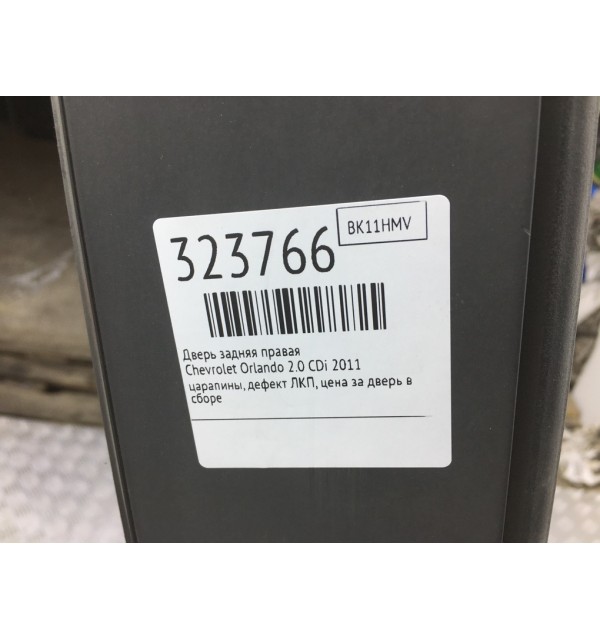 323766
BK11HMV
Дверь задняя правая
Chevrolet Orlando 2.0 CDi 2011
царапины, дефект ЛКП, цена за дверь в
сборе